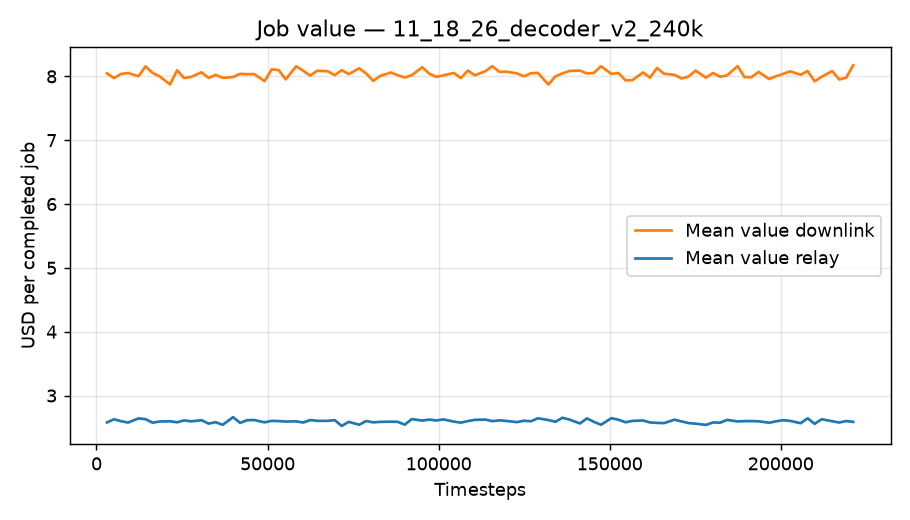 Job value — 11_18_26_decoder_v2_240k
USD per completed job
8
7
6
5
4
3
Mean value downlink
Mean value relay
0 50000 100000 150000 200000
Timesteps